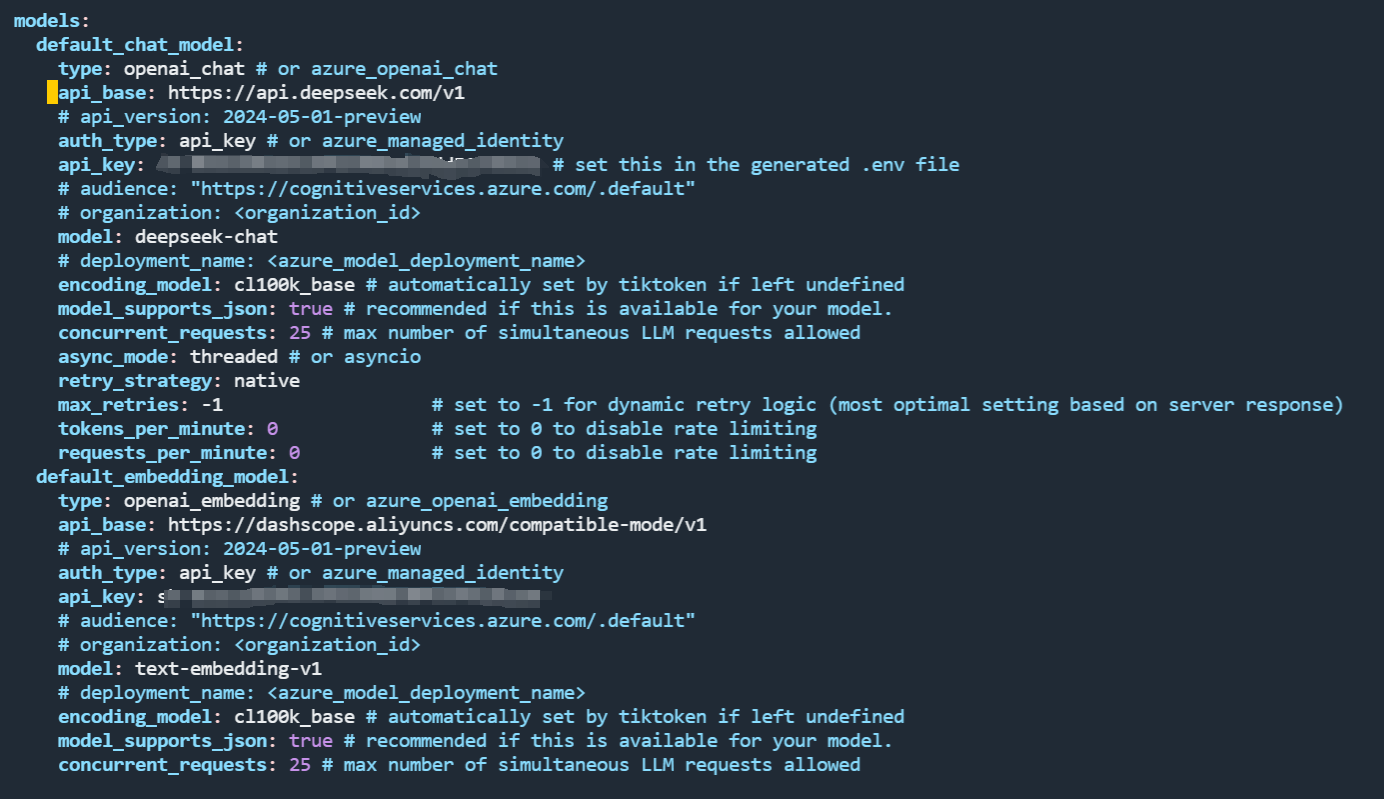 models:
  default_chat_model:
    type: openai_chat # or azure_openai_chat
    api_base: https://api.deepseek.com/v1
    # api_version: 2024-05-01-preview
    auth_type: api_key # or azure_managed_identity
    api_key: # set this in the generated .env file
    # audience: "https://cognitiveservices.azure.com/.default"
    # organization: <organization_id>
    model: deepseek-chat
    # deployment_name: <azure_model_deployment_name>
    encoding_model: cl100k_base # automatically set by tiktoken if left undefined
    model_supports_json: true # recommended if this is available for your model.
    concurrent_requests: 25 # max number of simultaneous LLM requests allowed
    async_mode: threaded # or asyncio
    retry_strategy: native
    max_retries: -1                   # set to -1 for dynamic retry logic (most optimal setting based on server response)
    tokens_per_minute: 0              # set to 0 to disable rate limiting
    requests_per_minute: 0            # set to 0 to disable rate limiting
  default_embedding_model:
    type: openai_embedding # or azure_openai_embedding
    api_base: https://dashscope.aliyuncs.com/compatible-mode/v1
    # api_version: 2024-05-01-preview
    auth_type: api_key # or azure_managed_identity
    api_key:
    # audience: "https://cognitiveservices.azure.com/.default"
    # organization: <organization_id>
    model: text-embedding-v1
    # deployment_name: <azure_model_deployment_name>
    encoding_model: cl100k_base # automatically set by tiktoken if left undefined
    model_supports_json: true # recommended if this is available for your model.
    concurrent_requests: 25 # max number of simultaneous LLM requests allowed